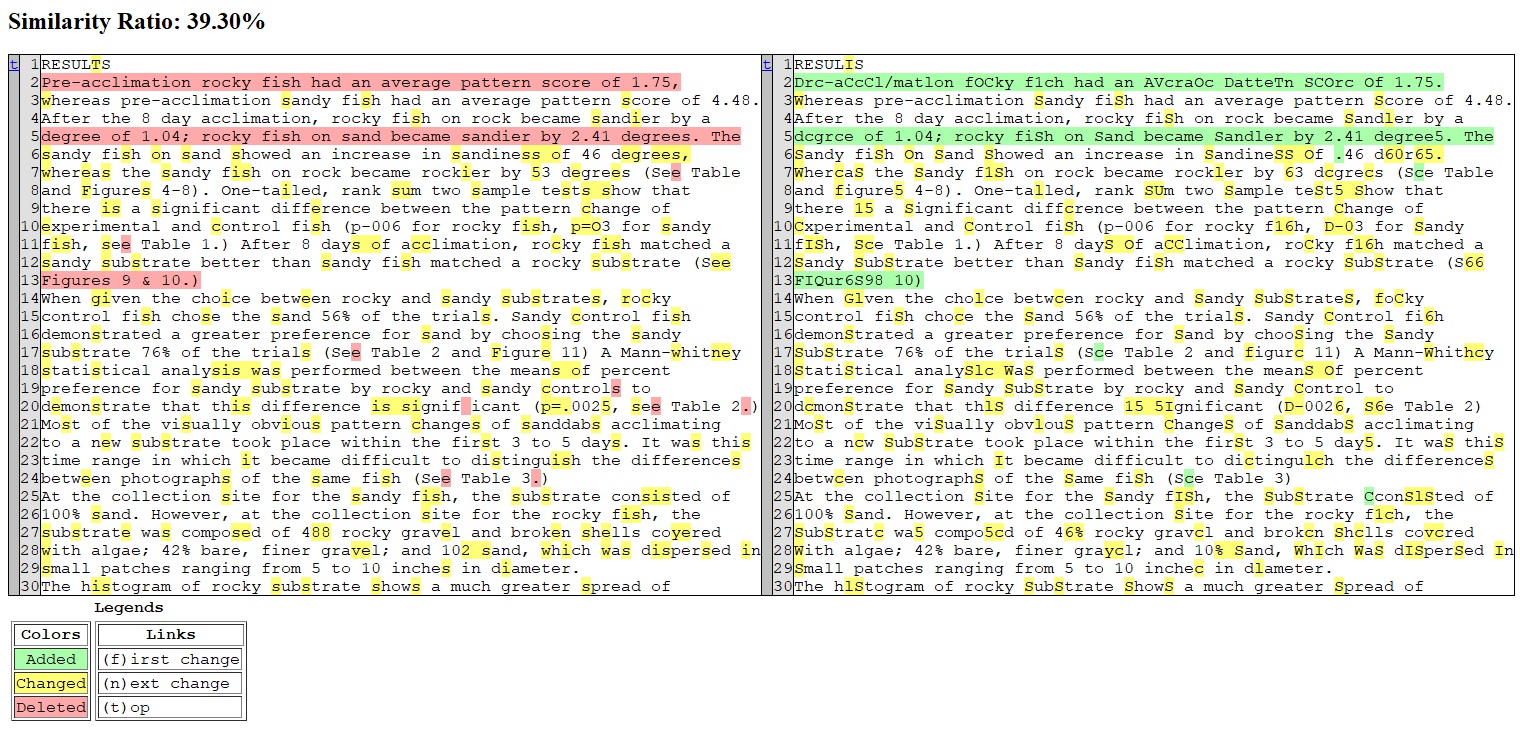 Similarity Ratio: 39.30%
t
1 RESULTS
2 Pre-acclimation rocky fish had an average pattern score of 1.75,
3 whereas pre-acclimation sandy fish had an average pattern score of 4.48.
4 After the 8 day acclimation, rocky fish on rock became sandier by a
5 degree of 1.04; rocky fish on sand became sandier by 2.41 degrees. The
6 sandy fish on sand showed an increase in sandiness of 46 degrees,
7 whereas the sandy fish on rock became rockier by 53 degrees (See Table
8 and Figures 4-8). One-tailed, rank sum two sample tests show that
9 there is a significant difference between the pattern change of
10 experimental and control fish (p-006 for rocky fish, p=O3 for sandy
11 fish, see Table 1.) After 8 days of acclimation, rocky fish matched a
12 sandy substrate better than sandy fish matched a rocky substrate (See
13 Figures 9 & 10.)
14 When given the choice between rocky and sandy substrates, rocky
15 control fish chose the sand 56% of the trials. Sandy control fish
16 demonstrated a greater preference for sand by choosing the sandy
17 substrate 76% of the trials (See Table 2 and Figure 11) A Mann-whitney
18 statistical analysis was performed between the means of percent
19 preference for sandy substrate by rocky and sandy controls to
20 demonstrate that this difference is signif icant (p=.0025, see Table 2.)
21 Most of the visually obvious pattern changes of sanddabs acclimating
22 to a new substrate took place within the first 3 to 5 days. It was this
23 time range in which it became difficult to distinguish the differences
24 between photographs of the same fish (See Table 3.)
25 At the collection site for the sandy fish, the substrate consisted of
26 100% sand. However, at the collection site for the rocky fish, the
27 substrate was composed of 488 rocky gravel and broken shells coyered
28 with algae; 42% bare, finer gravel; and 102 sand, which was dispersed in
29 small patches ranging from 5 to 10 inches in diameter.
30 The histogram of rocky substrate shows a much greater spread of
t
1 RESULIS
2 Drc-aCcCl/matlon fOCky f1ch had an AVcraOc DatteTn SCOrc Of 1.75.
3 Whereas pre-acclimation Sandy fiSh had an average pattern Score of 4.48.
4 After the 8 day acclimation, rocky fiSh on rock became Sandler by a
5 dcgrce of 1.04; rocky fiSh on Sand became Sandler by 2.41 degree5. The
6 Sandy fiSh On Sand Showed an increase in SandineSS Of .46 d60r65.
7 WhercaS the Sandy f1Sh on rock became rockler by 63 dcgrecs (Sce Table
8 and figure5 4-8). One-talled, rank SUm two Sample teSt5 Show that
9 there 15 a Significant diffcrence between the pattern Change of
10 Cxperimental and Control fiSh (p-006 for rocky f16h, D-03 for Sandy
11 fISh, Sce Table 1.) After 8 dayS Of aCClimation, roCky f16h matched a
12 Sandy SubStrate better than Sandy fiSh matched a rocky SubStrate (S66
13 FIQur6S98 10)
14 When Glven the cholce betwcen rocky and Sandy SubStrateS, foCky
15 control fiSh choce the Sand 56% of the trialS. Sandy Control fi6h
16 demonStrated a greater preference for Sand by chooSing the Sandy
17 SubStrate 76% of the trialS (Sce Table 2 and figurc 11) A Mann-Whithcy
18 StatiStical analySlc WaS performed between the meanS Of percent
19 preference for Sandy SubStrate by rocky and Sandy Control to
20 dcmonStrate that thlS difference 15 5Ignificant (D-0026, S6e Table 2)
21 MoSt of the viSually obvlouS pattern ChangeS of SanddabS acclimating
22 to a ncw SubStrate took place within the firSt 3 to 5 day5. It waS thiS
23 time range in which It became difficult to dictingulch the differenceS
24 betwcen photographS of the Same fiSh (Sce Table 3)
25 At the collection Site for the Sandy fISh, the SubStrate CconSlSted of
26 100% Sand. However, at the collection Site for the rocky f1ch, the
27 SubStratc wa5 compo5cd of 46% rocky gravcl and brokcn Shclls covcred
28 With algae; 42% bare, finer graycl; and 10% Sand, WhIch WaS dISperSed In
29 Small patches ranging from 5 to 10 inchec in dlameter.
30 The hlStogram of rocky SubStrate ShowS a much greater Spread of
Legends
Colors Links
Added (f)irst change
Changed (n)ext change
Deleted (t)op